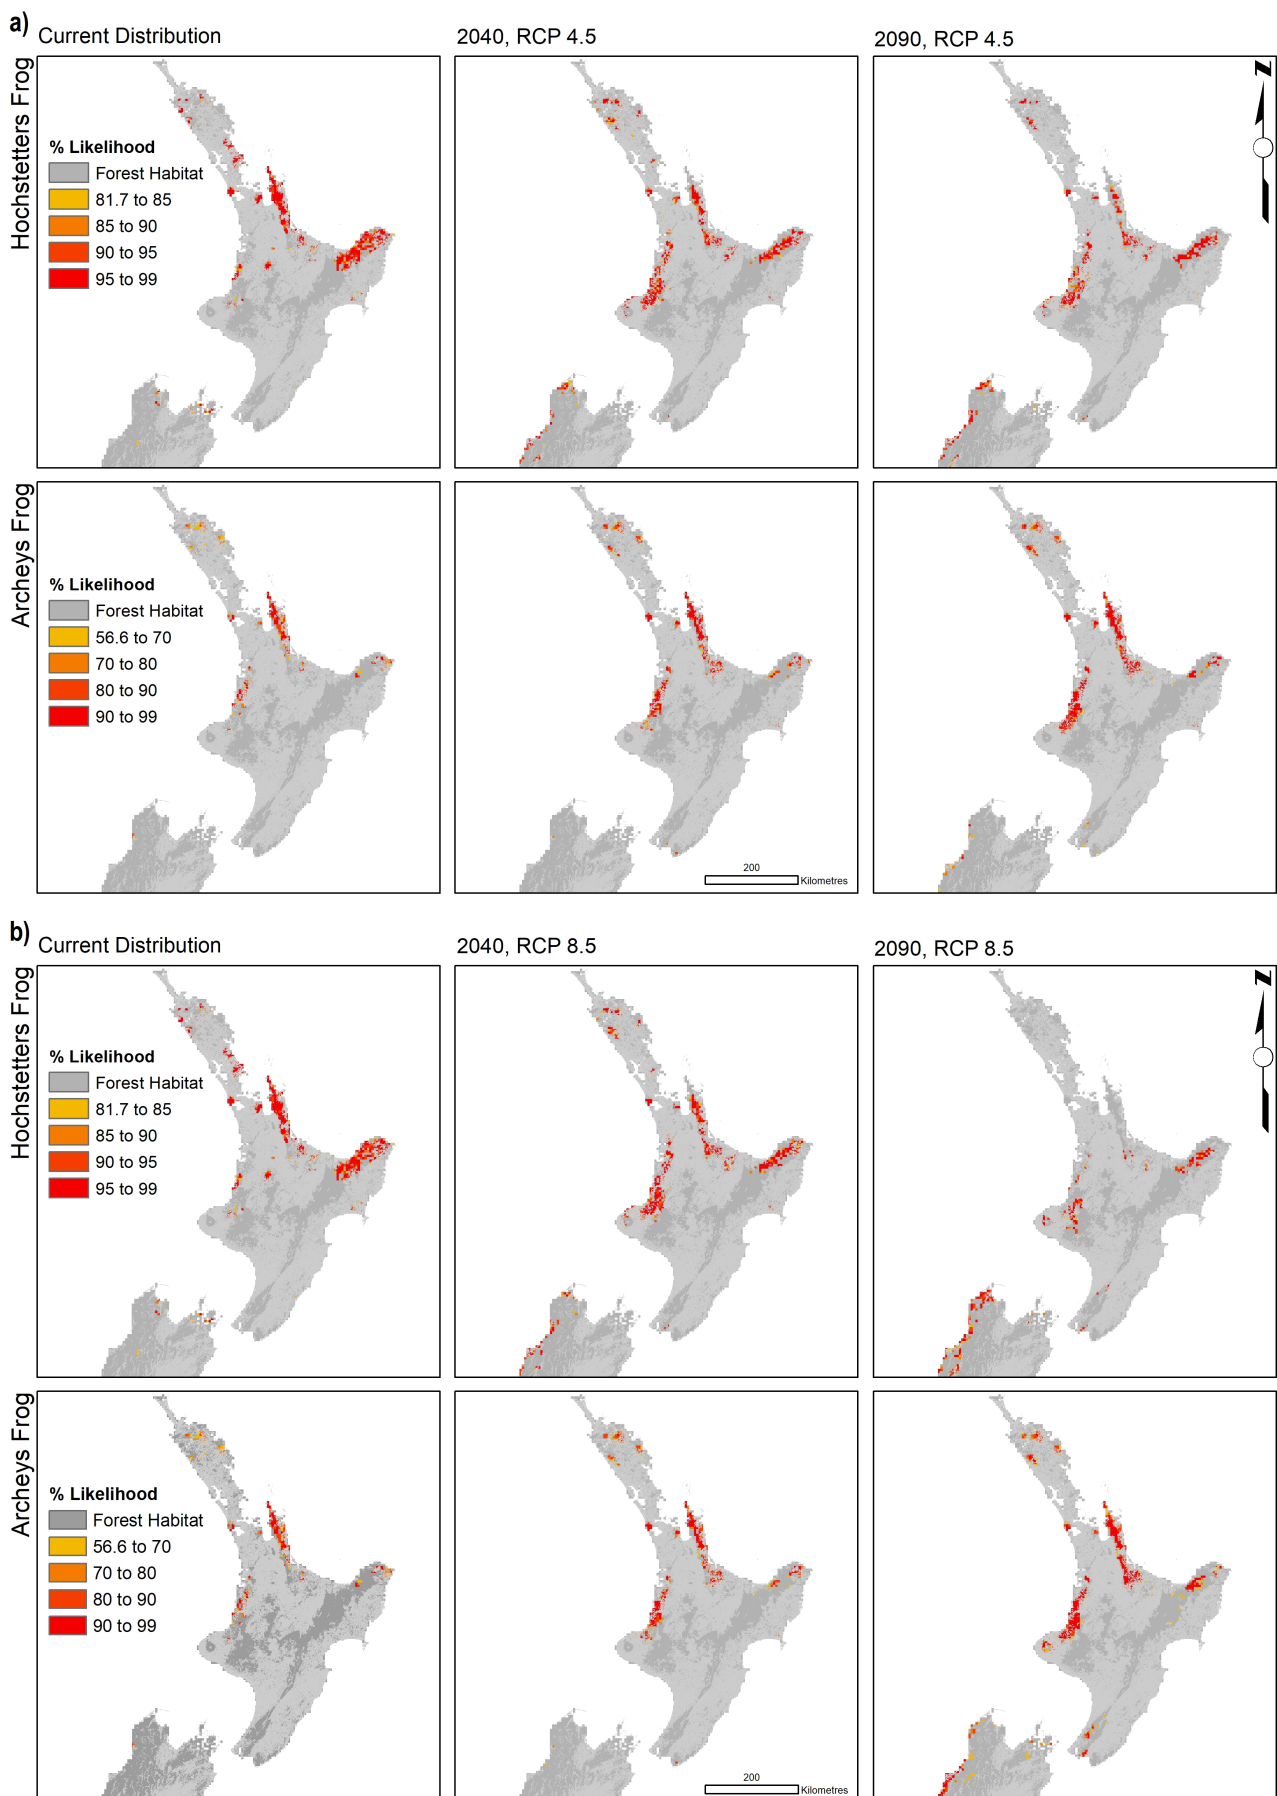 a)
Current Distribution
2040, RCP 4.5
2090, RCP 4.5
Hochstetters Frog
% Likelihood
Forest Habitat
81.7 to 85
85 to 90
90 to 95
95 to 99
N
Archeys Frog
% Likelihood
Forest Habitat
56.6 to 70
70 to 80
80 to 90
90 to 99
200
Kilometres
b)
Current Distribution
2040, RCP 8.5
2090, RCP 8.5
Hochstetters Frog
% Likelihood
Forest Habitat
81.7 to 85
85 to 90
90 to 95
95 to 99
N
Archeys Frog
% Likelihood
Forest Habitat
56.6 to 70
70 to 80
80 to 90
90 to 99
200
Kilometres